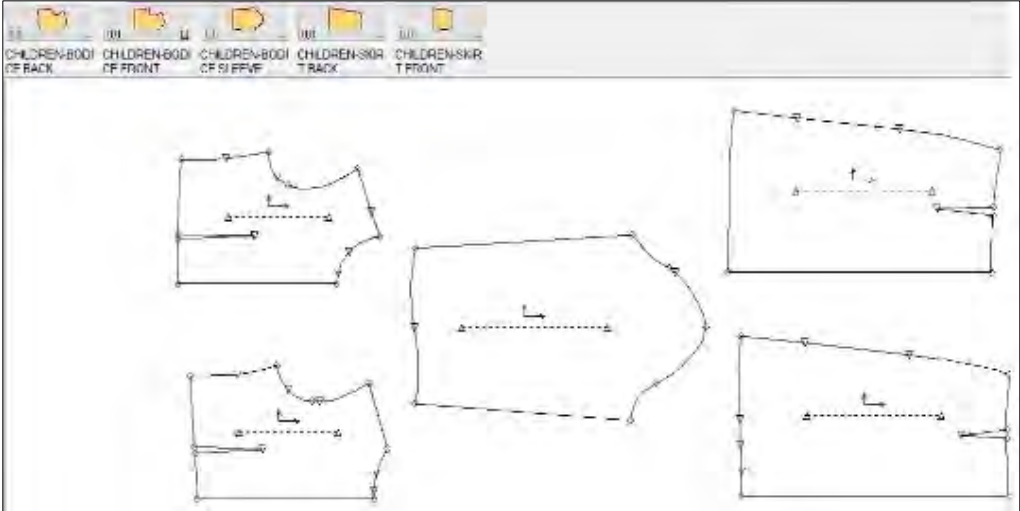 CHILDREN-BODI
CE BACK
CHILDREN-BODI
CE FRONT
CHILDREN-BODI
CE SLEEVE
CHILDREN-SKIR
T BACK
CHILDREN-SKIR
T FRONT